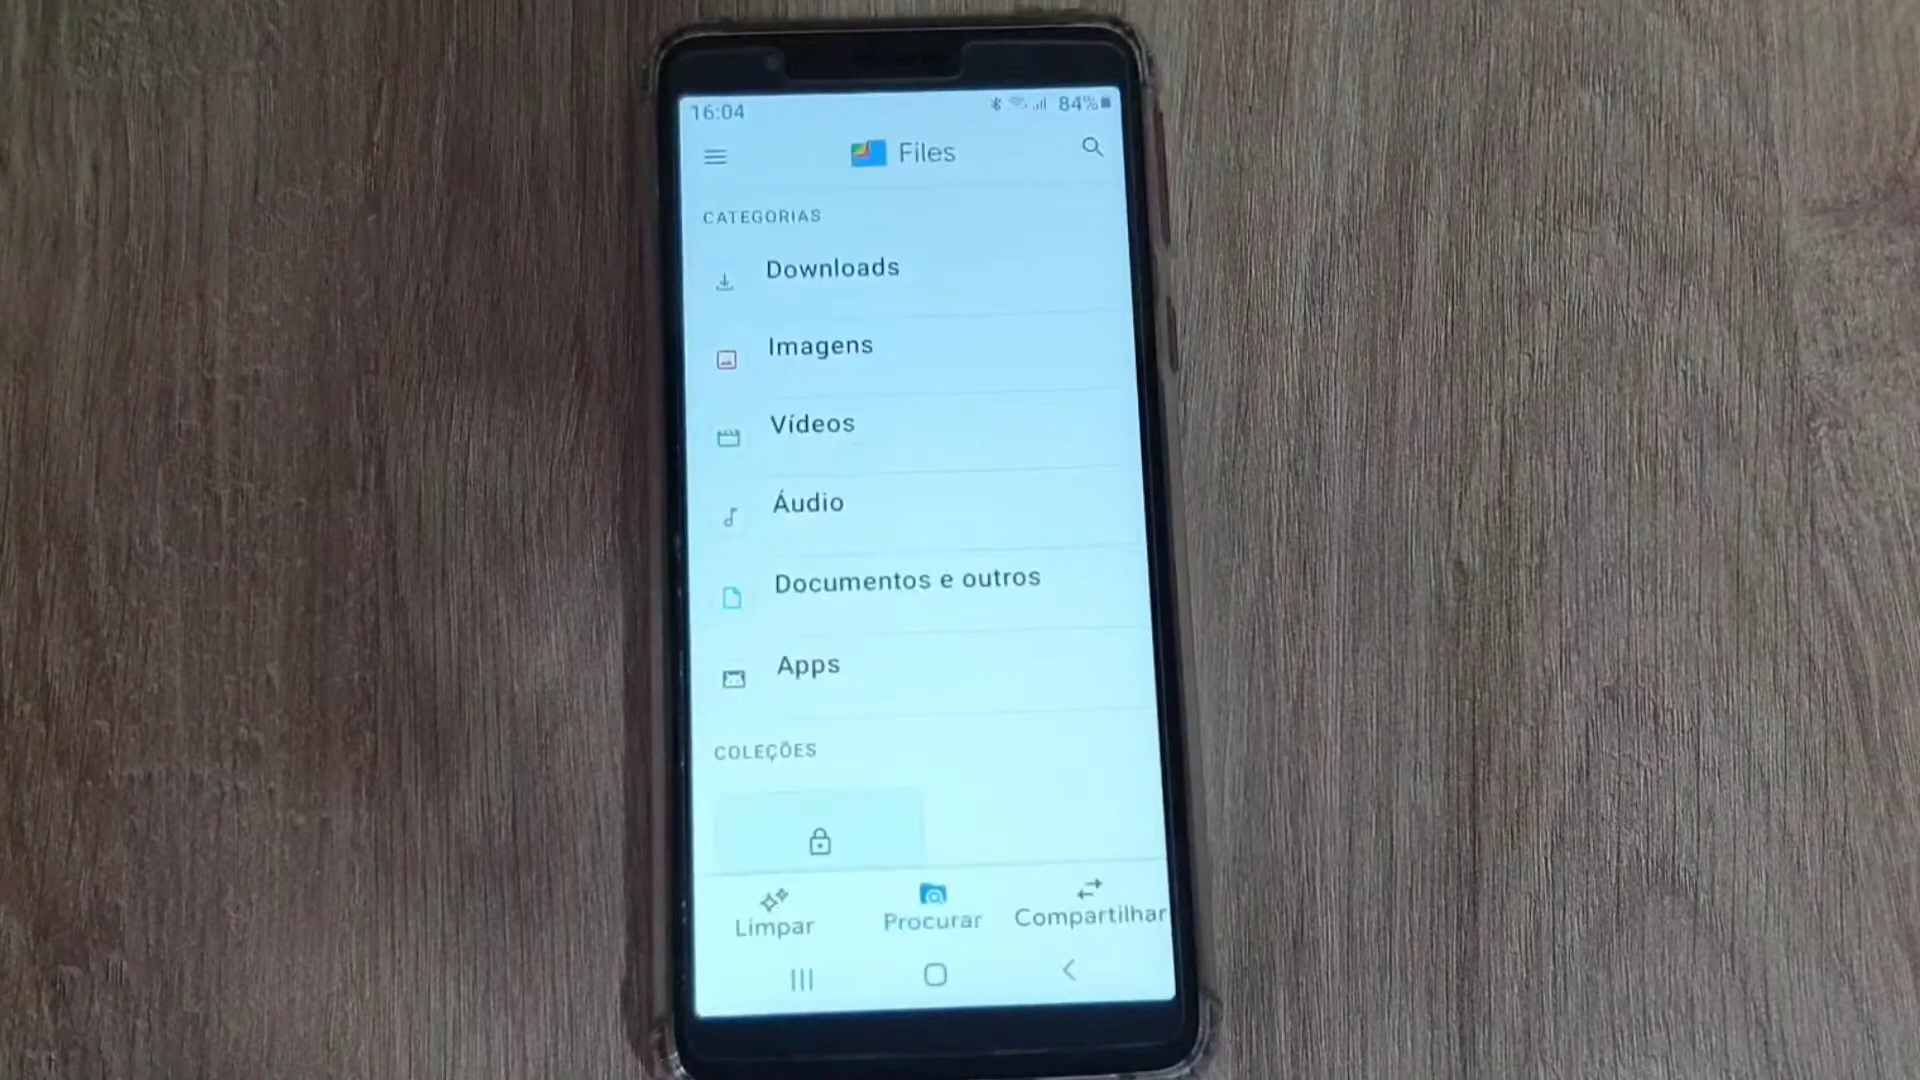 16:04 84%
Files
CATEGORIAS
Downloads
Imagens
Vídeos
Áudio
Documentos e outros
Apps
COLEÇÕES
Limpar Procurar Compartilhar